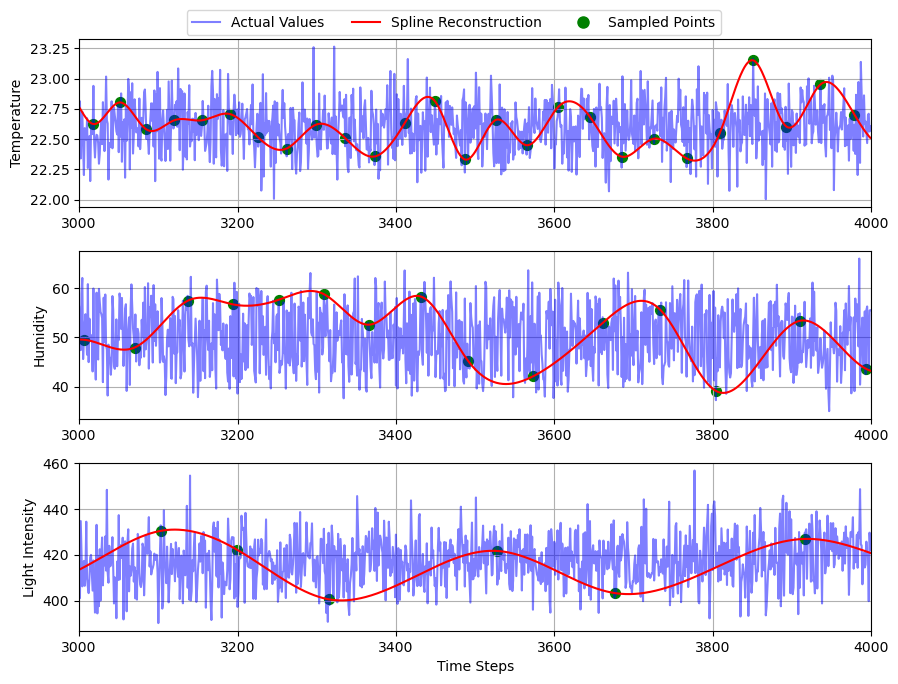 Actual Values Spline Reconstruction Sampled Points
23.25
23.00
22.75
22.50
22.25
22.00
Temperature
3000 3200 3400 3600 3800 4000
60
50
40
Humidity
3000 3200 3400 3600 3800 4000
460
440
420
400
Light Intensity
3000 3200 3400 3600 3800 4000
Time Steps